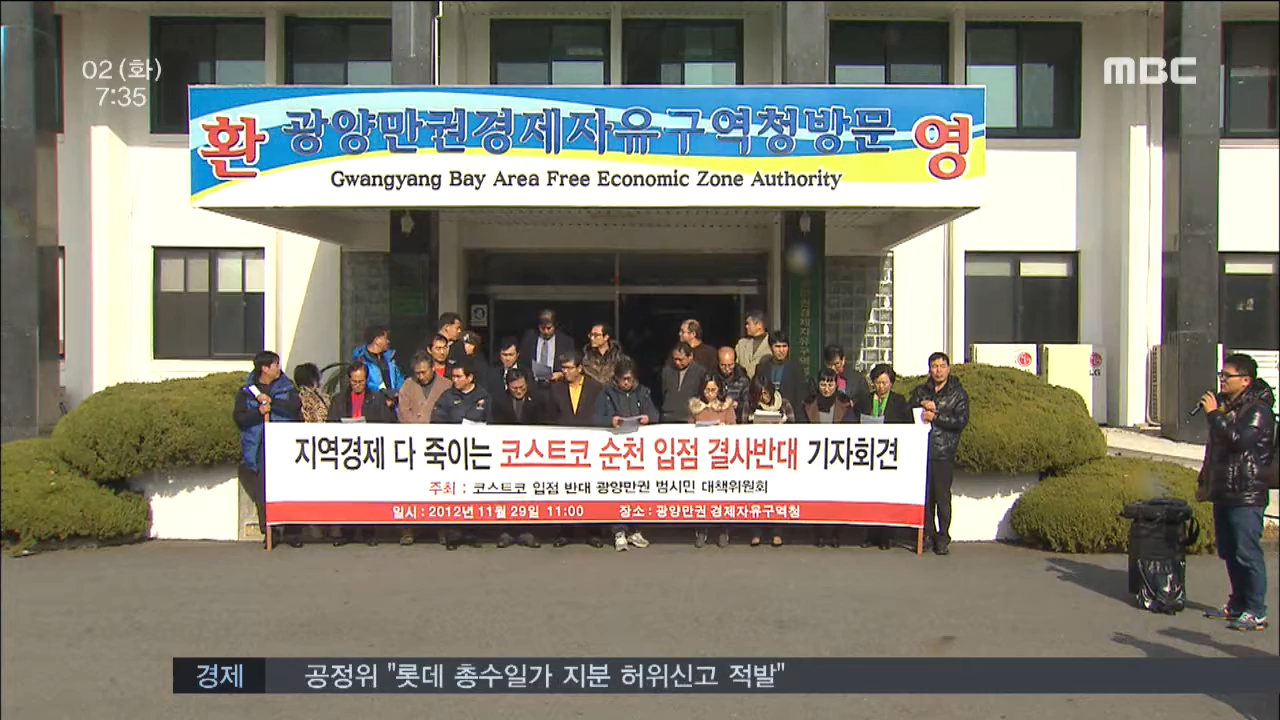 02 (화)
7:35
MBC
환 광양만권경제자유구역청방문 영
Gwangyang Bay Area Free Economic Zone Authority
LG
LG
지역경제 다 죽이는 코스트코 순천 입점 결사반대 기자회견
주최 : 코스트코 입점 반대 광양만권 범시민 대책위원회
일시 : 2012년 11월 29일 11:00 장소 : 광양만권 경제자유구역청
경제 공정위 "롯데 총수일가 지분 허위신고 적발"